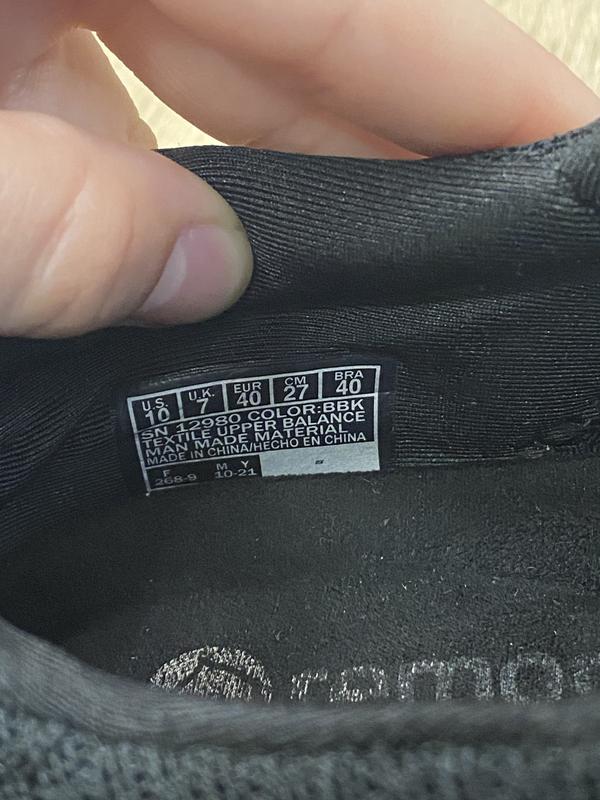 U.S. U.K. EUR CM BRA
10 7 40 27 40
SN 12980 COLOR:BBK
TEXTILE UPPER BALANCE
MAN MADE MATERIAL
MADE IN CHINA/HECHO EN CHINA
F M Y
268-9 10-21